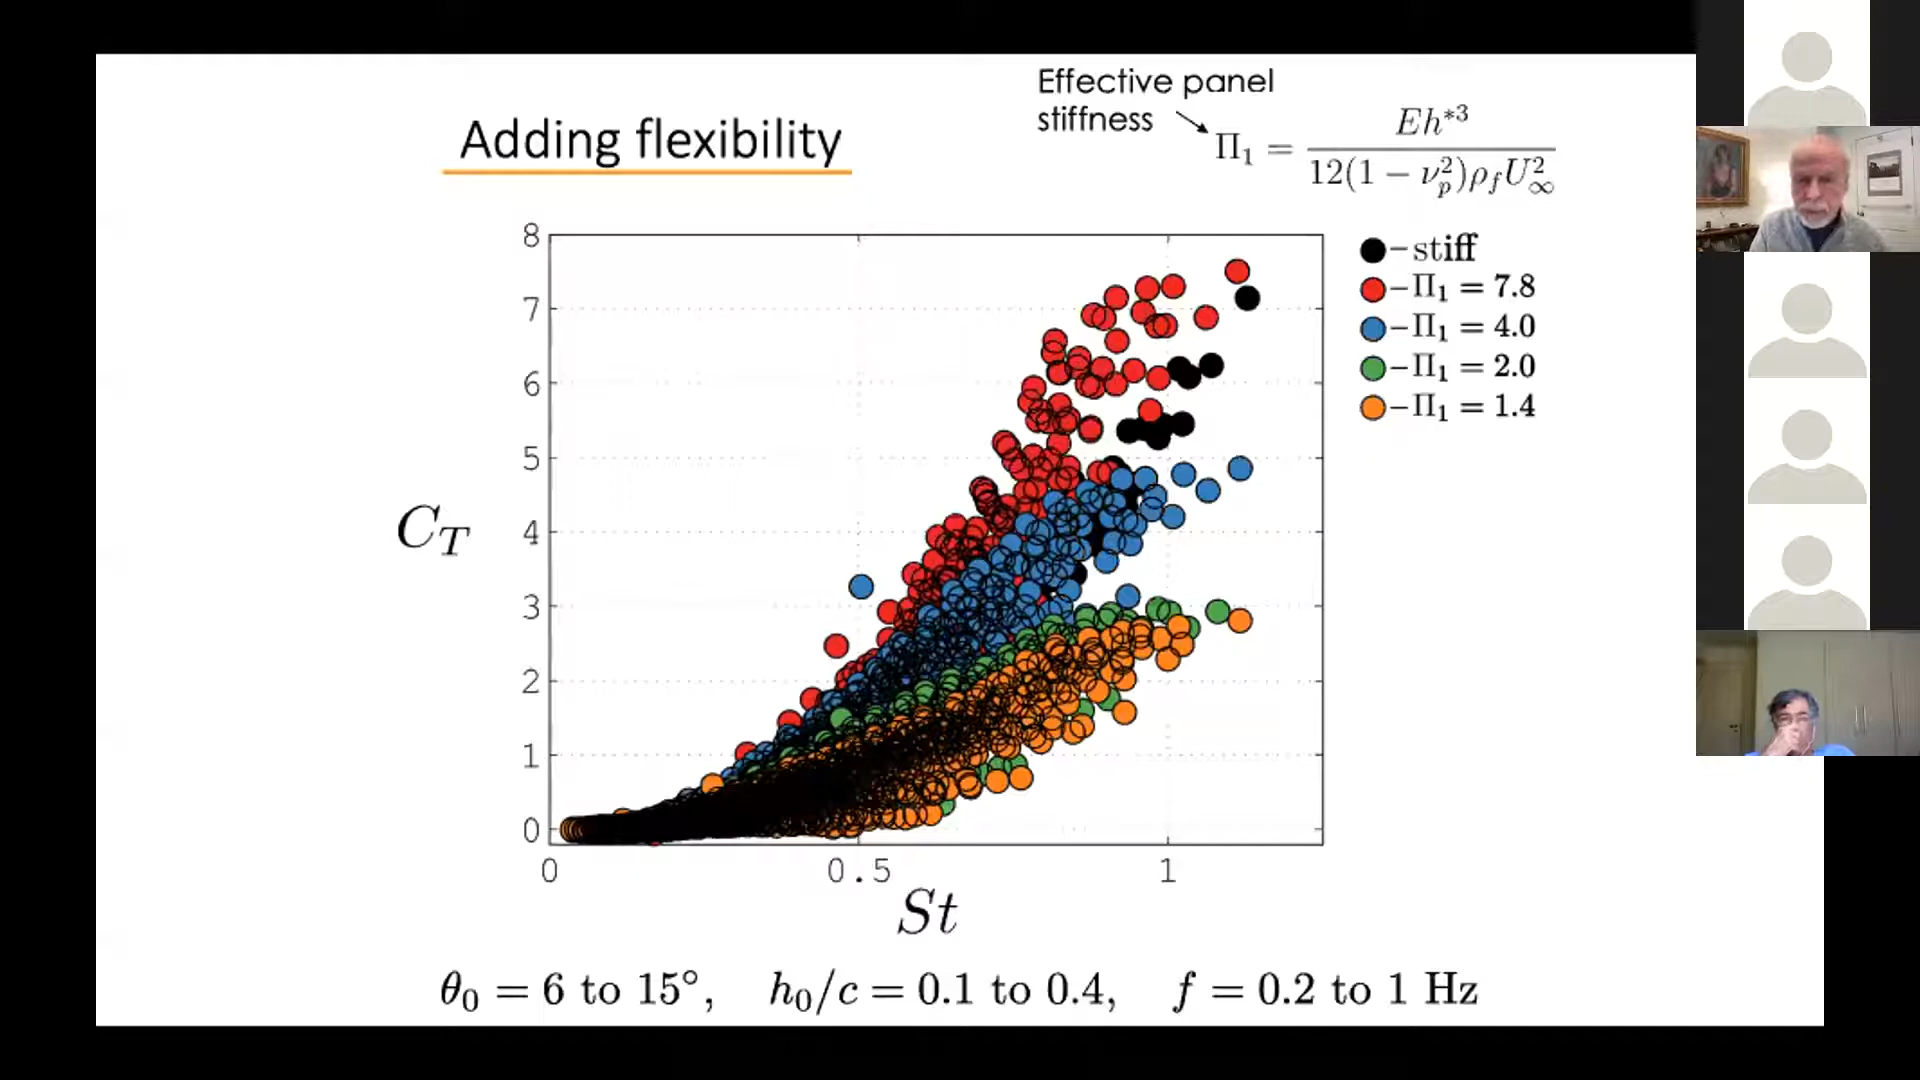 Effective panel
stiffness
Adding flexibility
Π₁ = Eh*³ / 12(1 − νₚ²)ρ_f U∞²
8
7
6
5
4
3
2
1
0
0 0.5 1
C_T
St
–stiff
–Π₁ = 7.8
–Π₁ = 4.0
–Π₁ = 2.0
–Π₁ = 1.4
θ₀ = 6 to 15°, h₀/c = 0.1 to 0.4, f = 0.2 to 1 Hz